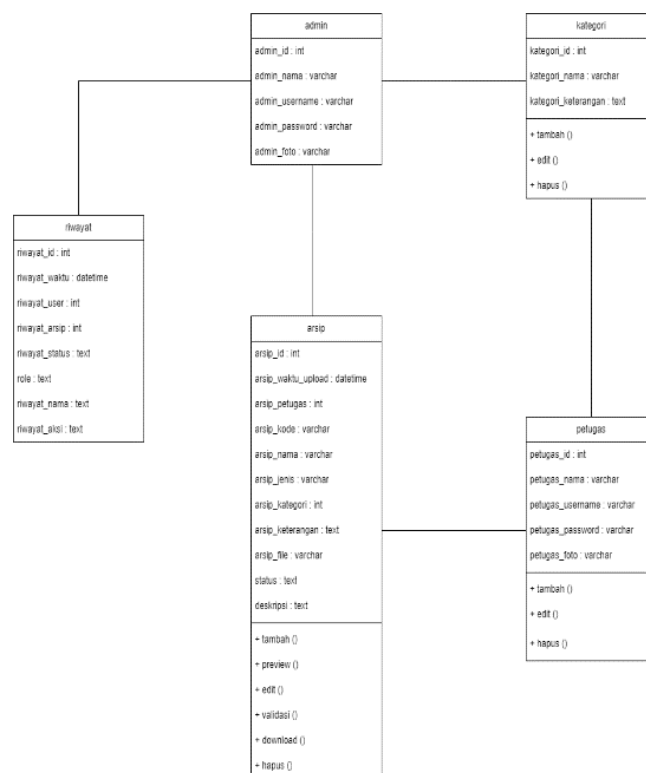 admin
admin_id : int
admin_nama : varchar
admin_username : varchar
admin_password : varchar
admin_foto : varchar
kategori
kategori_id : int
kategori_nama : varchar
kategori_keterangan : text
+ tambah ()
+ edit ()
+ hapus ()
riwayat
riwayat_id : int
riwayat_waktu : datetime
riwayat_user : int
riwayat_arsip : int
riwayat_status : text
role : text
riwayat_nama : text
riwayat_aksi : text
arsip
arsip_id : int
arsip_waktu_upload : datetime
arsip_petugas : int
arsip_kode : varchar
arsip_nama : varchar
arsip_jenis : varchar
arsip_kategori : int
arsip_keterangan : text
arsip_file : varchar
status : text
deskripsi : text
+ tambah ()
+ preview ()
+ edit ()
+ validasi ()
+ download ()
+ hapus ()
petugas
petugas_id : int
petugas_nama : varchar
petugas_username : varchar
petugas_password : varchar
petugas_foto : varchar
+ tambah ()
+ edit ()
+ hapus ()